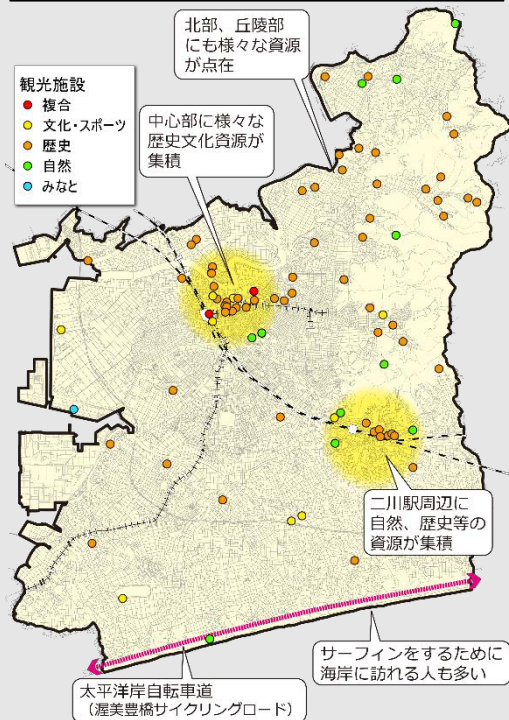 北部、丘陵部
にも様々な資源
が点在
観光施設
複合
文化・スポーツ
歴史
自然
みなと
中心部に様々な
歴史文化資源が
集積
二川駅周辺に
自然、歴史等の
資源が集積
サーフィンをするために
海岸に訪れる人も多い
太平洋岸自転車道
（渥美豊橋サイクリングロード）